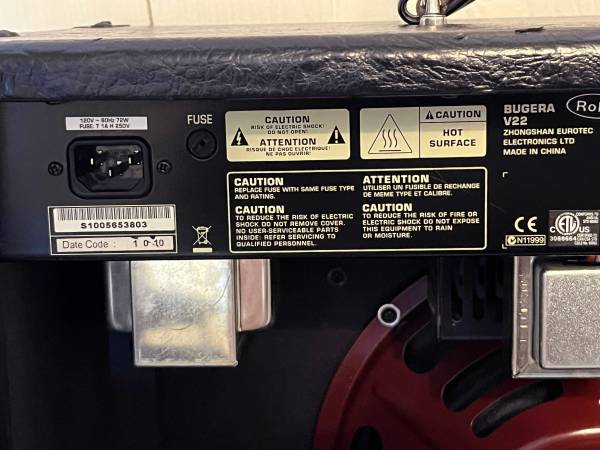 120V ~ 60Hz 72W
FUSE: T 1A H 250V
FUSE
CAUTION
RISK OF ELECTRIC SHOCK!
DO NOT OPEN!
ATTENTION
RISQUE DE CHOC ELECTRIQUE!
NE PAS OUVRIR!
CAUTION
HOT
SURFACE
BUGERA
V22
ZHONGSHAN EUROTEC
ELECTRONICS LTD
MADE IN CHINA
RoH
CAUTION
REPLACE FUSE WITH SAME FUSE TYPE
AND RATING.
CAUTION
TO REDUCE THE RISK OF ELECTRIC
SHOCK DO NOT REMOVE COVER.
NO USER-SERVICEABLE PARTS
INSIDE: REFER SERVICING TO
QUALIFIED PERSONNEL.
ATTENTION
UTILISER UN FUSIBLE DE RECHANGE
DE MEME TYPE ET CALIBRE.
CAUTION
TO REDUCE THE RISK OF FIRE OR
ELECTRIC SHOCK DO NOT EXPOSE
THIS EQUIPMENT TO RAIN
OR MOISTURE.
S1005653803
Date Code : 10-10
CE
N11999
C US
3088664